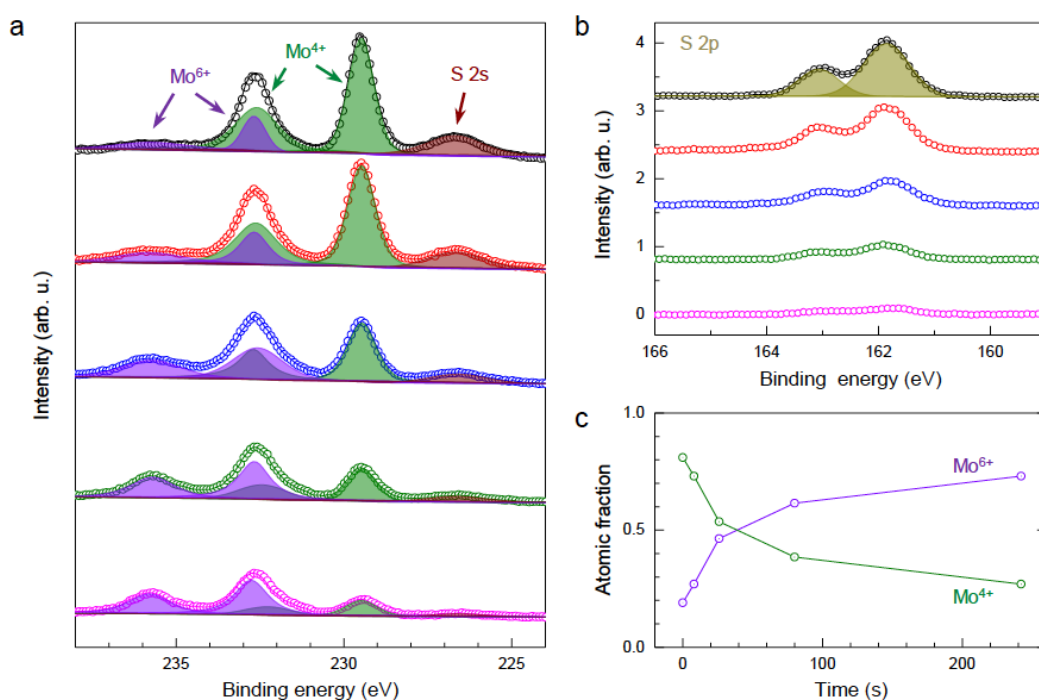 a
Mo6+
Mo4+
S 2s
Intensity (arb. u.)
235
230
225
Binding energy (eV)
b
S 2p
4
3
2
1
0
Intensity (arb. u.)
166
164
162
160
Binding energy (eV)
c
1.0
0.5
0.0
Atomic fraction
Mo6+
Mo4+
0
100
200
Time (s)